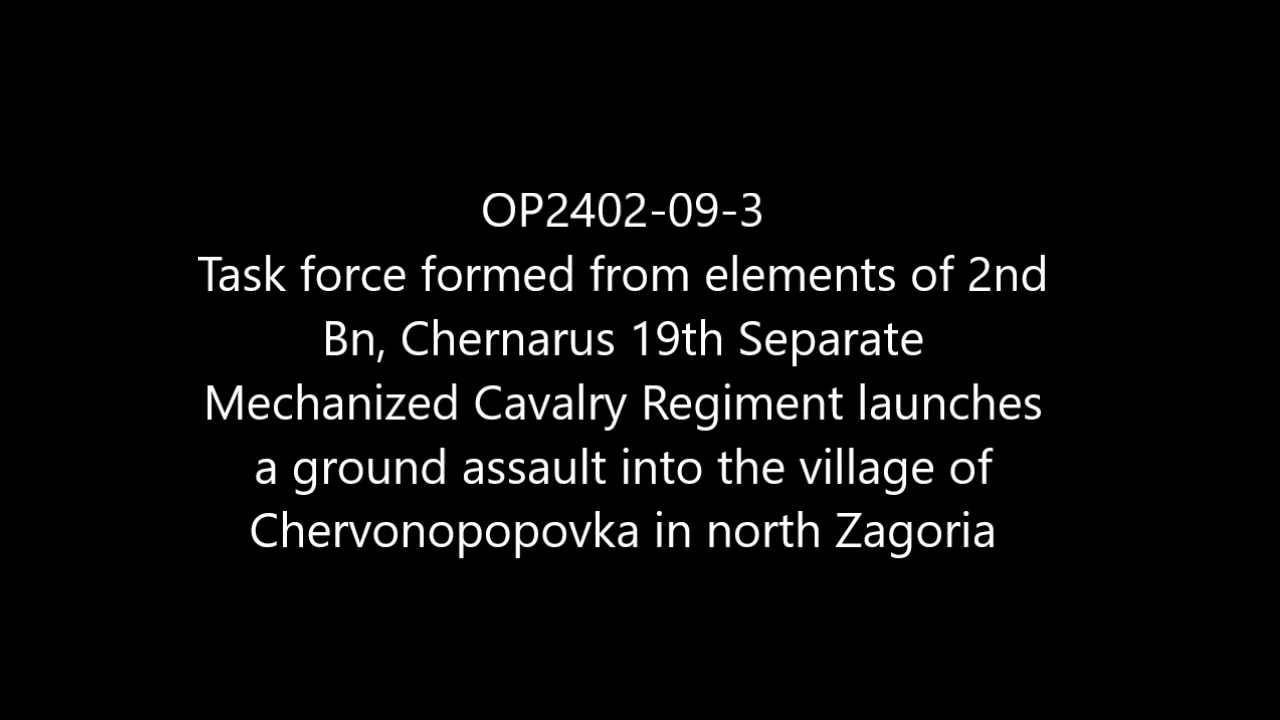 OP2402-09-3
Task force formed from elements of 2nd
Bn, Chernarus 19th Separate
Mechanized Cavalry Regiment launches
a ground assault into the village of
Chervonopopovka in north Zagoria